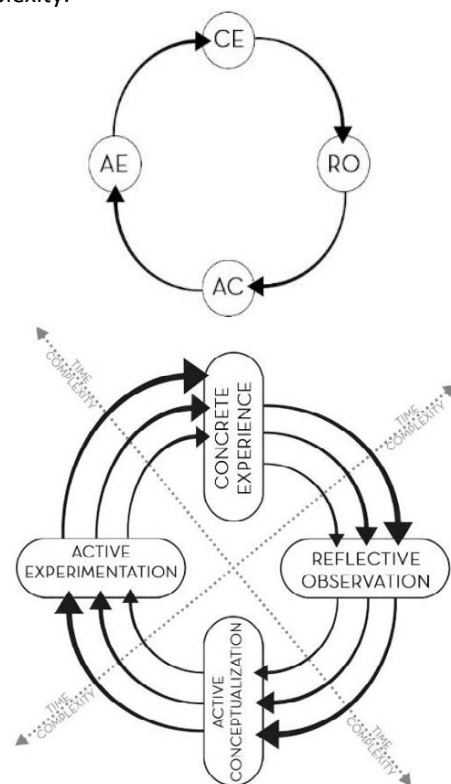 CE
AE
RO
AC
TIME
COMPLEXITY
TIME
COMPLEXITY
CONCRETE
EXPERIENCE
ACTIVE
EXPERIMENTATION
REFLECTIVE
OBSERVATION
ACTIVE
CONCEPTUALIZATION
TIME
COMPLEXITY
TIME
COMPLEXITY